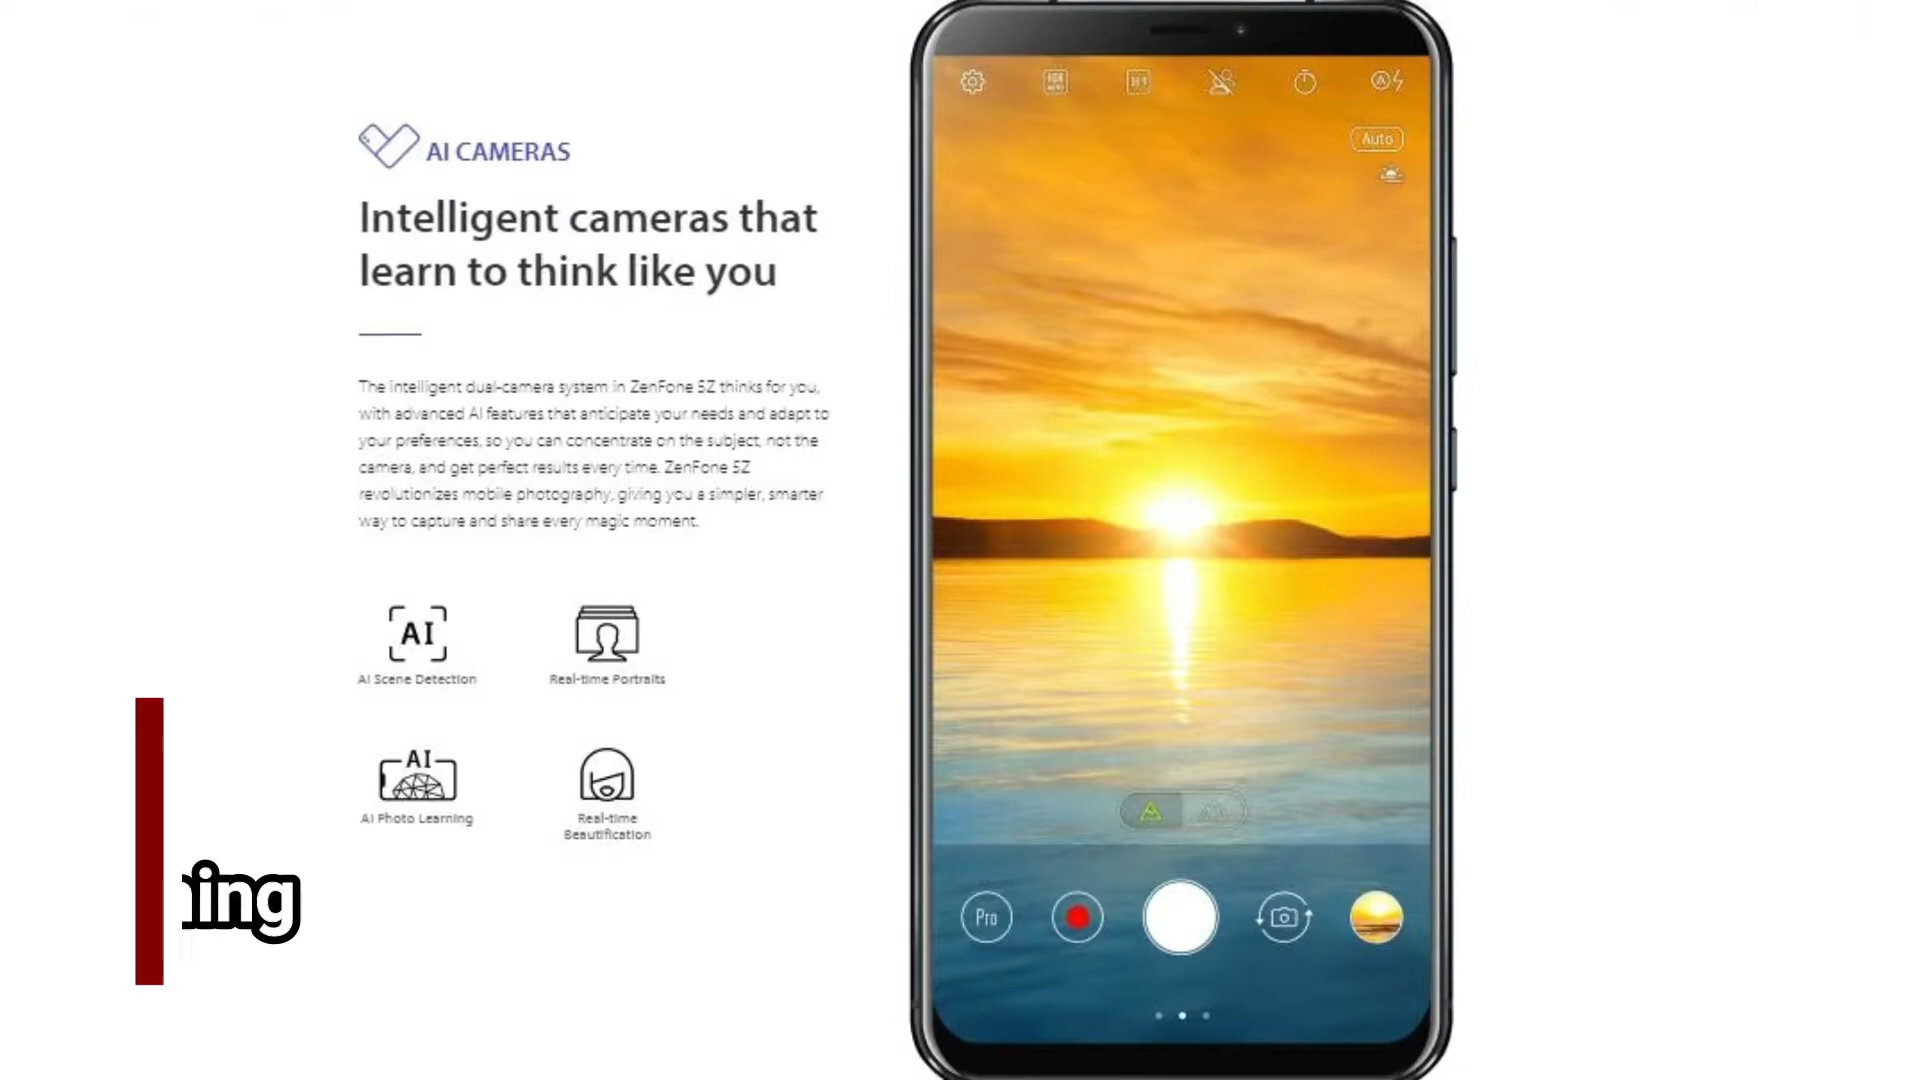 AI CAMERAS
Intelligent cameras that
learn to think like you
The intelligent dual-camera system in ZenFone 5Z thinks for you,
with advanced AI features that anticipate your needs and adapt to
your preferences, so you can concentrate on the subject, not the
camera, and get perfect results every time. ZenFone 5Z
revolutionizes mobile photography, giving you a simpler, smarter
way to capture and share every magic moment.
AI
AI Scene Detection
Real-time Portraits
AI
AI Photo Learning
Real-time
Beautification
ing
HDR
AUTO
A
Auto
Pro